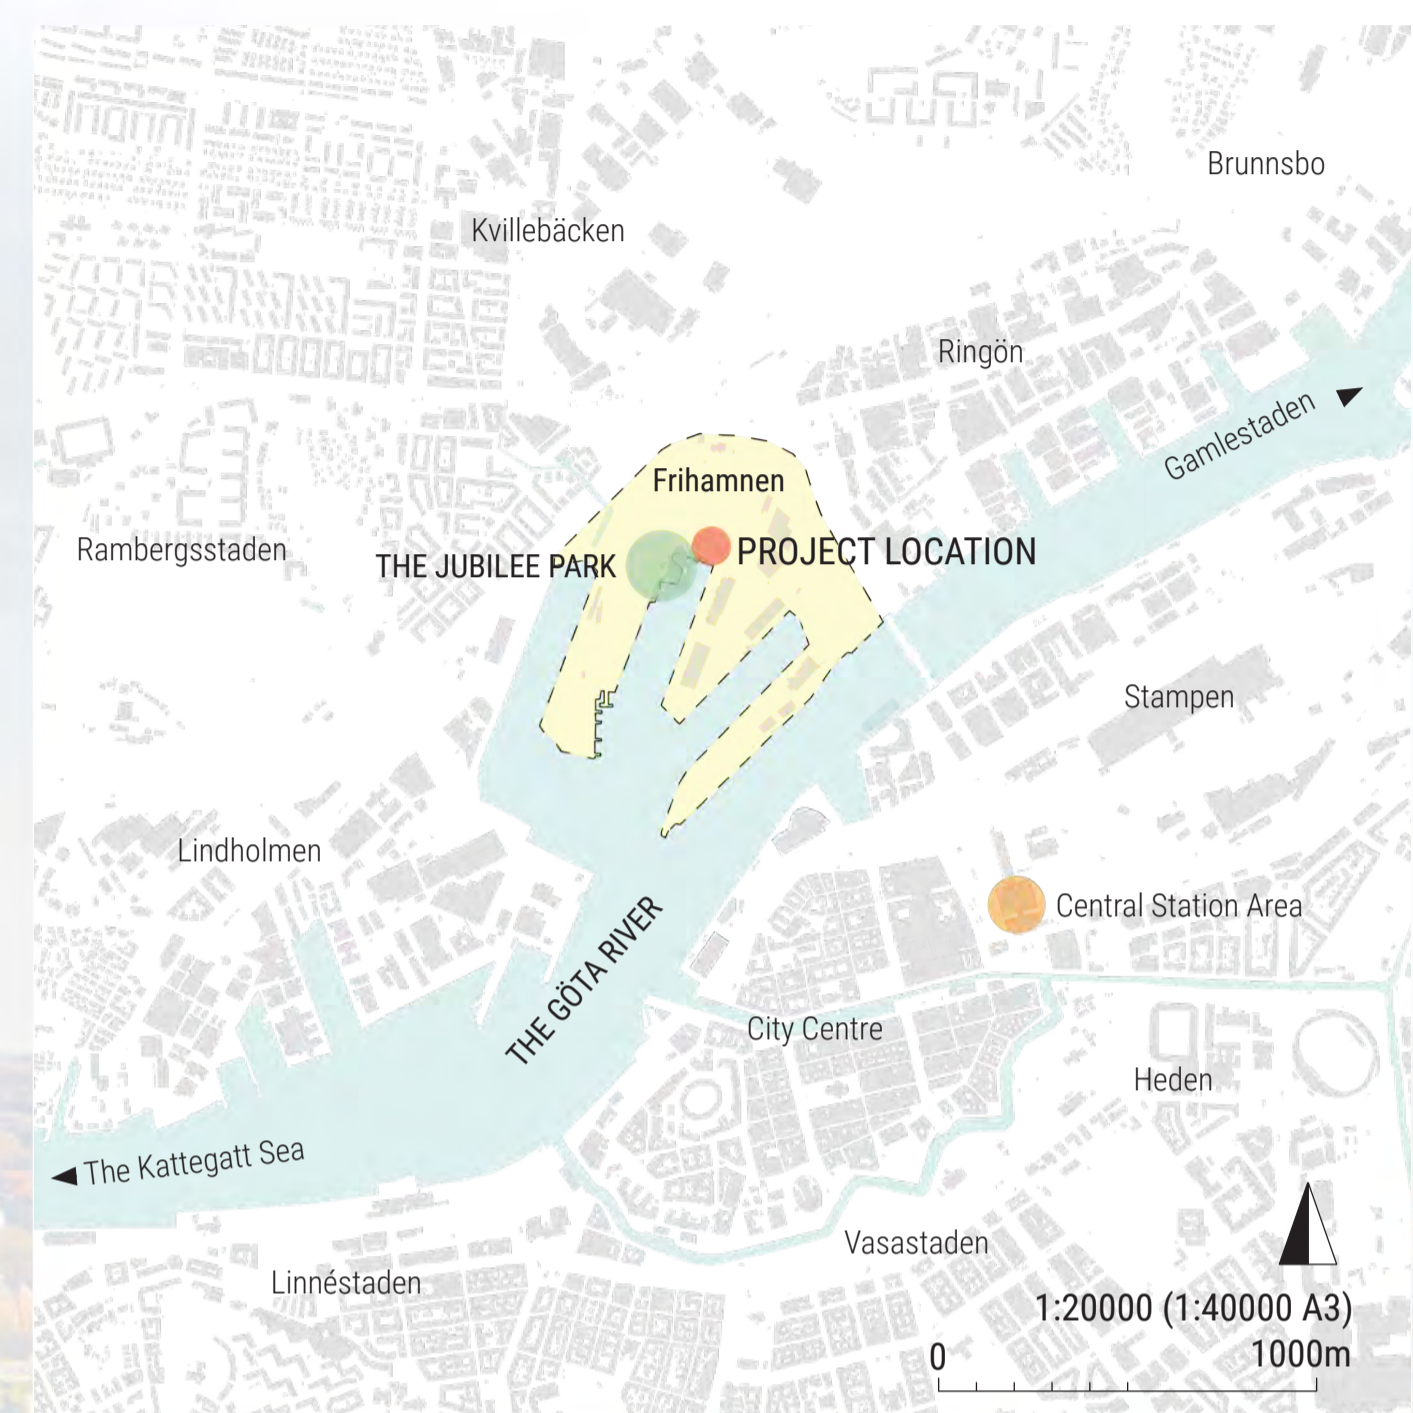 Brunnsbo
Kvillebäcken
Ringön
Gamlestaden
Frihamnen
Rambergsstaden
THE JUBILEE PARK
PROJECT LOCATION
Stampen
Lindholmen
Central Station Area
THE GÖTA RIVER
City Centre
Heden
The Kattegatt Sea
Vasastaden
Linnéstaden
1:20000 (1:40000 A3)
0 1000m